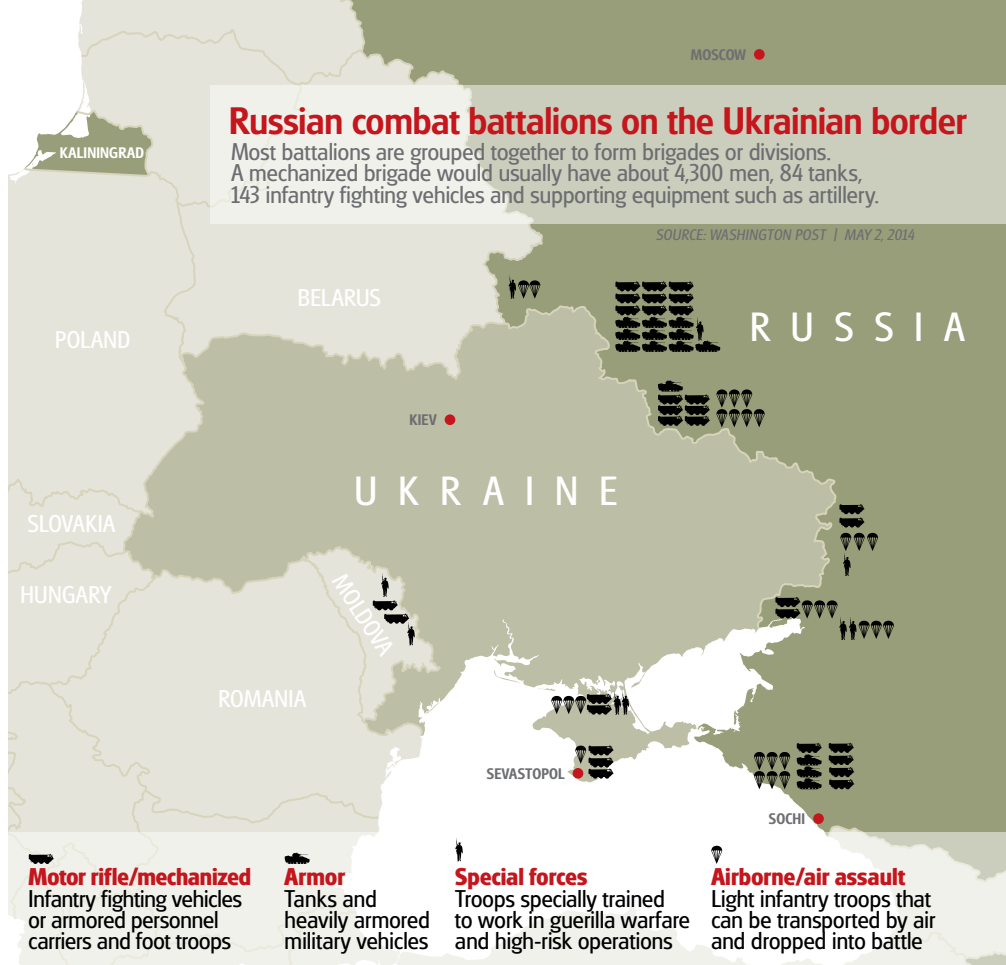 MOSCOW
Russian combat battalions on the Ukrainian border
Most battalions are grouped together to form brigades or divisions.
A mechanized brigade would usually have about 4,300 men, 84 tanks,
143 infantry fighting vehicles and supporting equipment such as artillery.
SOURCE: WASHINGTON POST | MAY 2, 2014
KALININGRAD
BELARUS
POLAND
RUSSIA
KIEV
UKRAINE
SLOVAKIA
HUNGARY
MOLDOVA
ROMANIA
SEVASTOPOL
SOCHI
Motor rifle/mechanized
Infantry fighting vehicles
or armored personnel
carriers and foot troops
Armor
Tanks and
heavily armored
military vehicles
Special forces
Troops specially trained
to work in guerilla warfare
and high-risk operations
Airborne/air assault
Light infantry troops that
can be transported by air
and dropped into battle